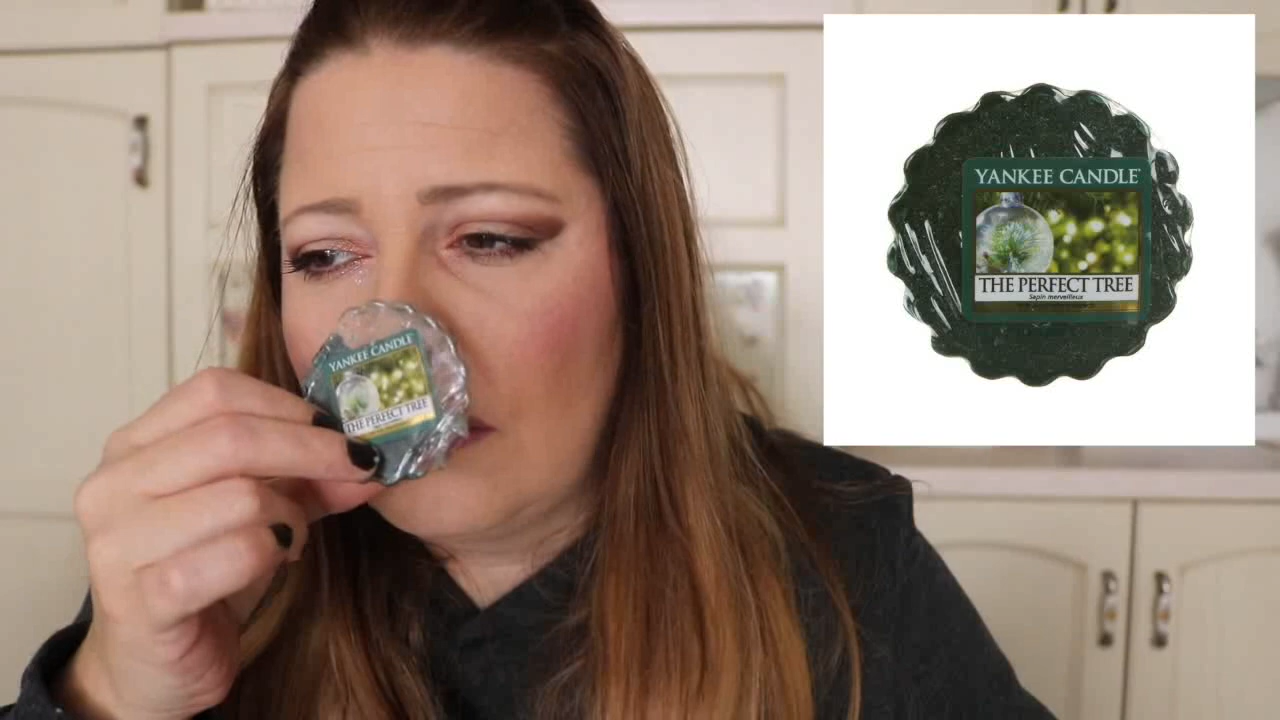 YANKEE CANDLE
THE PERFECT TREE
YANKEE CANDLE
THE PERFECT TREE
Sapin merveilleux